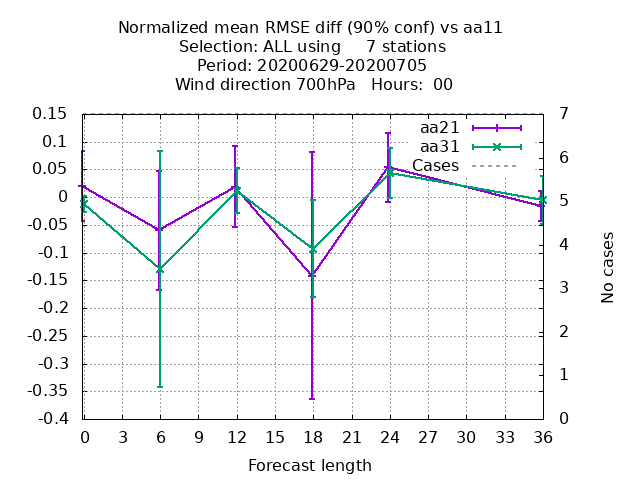 Normalized mean RMSE diff (90% conf) vs aa11
Selection: ALL using     7 stations
Period: 20200629-20200705
Wind direction 700hPa   Hours:  00
0.15
0.1
0.05
0
-0.05
-0.1
-0.15
-0.2
-0.25
-0.3
-0.35
-0.4
aa21
aa31
Cases
7
6
5
4
3
2
1
0
No cases
0 3 6 9 12 15 18 21 24 27 30 33 36
Forecast length